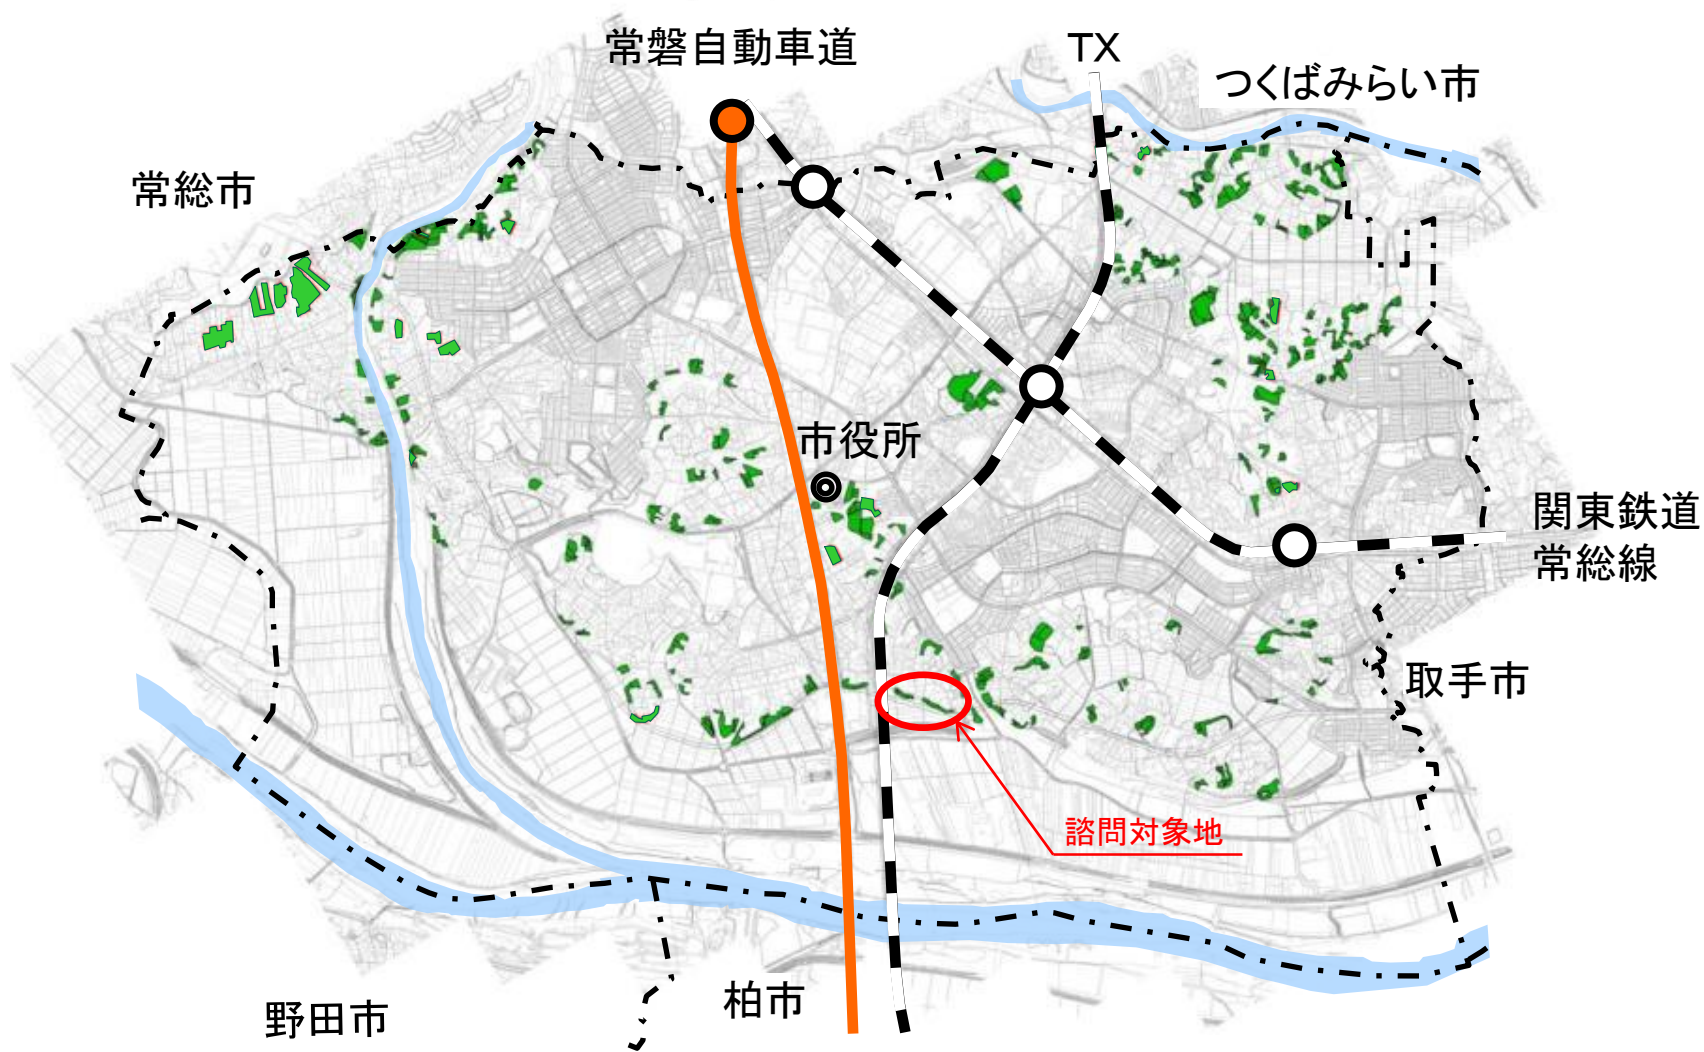 常磐自動車道
TX
つくばみらい市
常総市
市役所
関東鉄道
常総線
取手市
諮問対象地
柏市
野田市